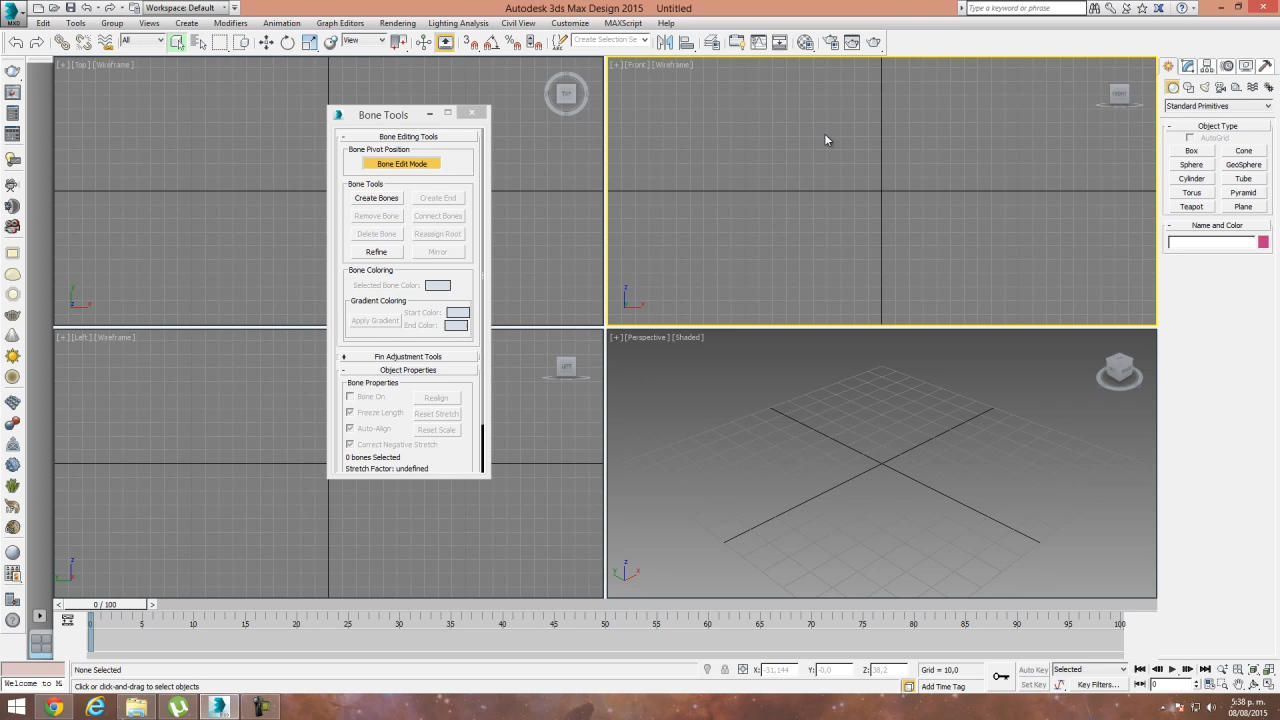 Workspace: Default
Autodesk 3ds Max Design 2015 Untitled
Type a keyword or phrase
MXD
Edit Tools Group Views Create Modifiers Animation Graph Editors Rendering Lighting Analysis Civil View Customize MAXScript Help
All
View
Create Selection Se
[+] [Top] [Wireframe]
TOP
[+] [Front] [Wireframe]
FRONT
Bone Tools
- Bone Editing Tools
Bone Pivot Position
Bone Edit Mode
Bone Tools
Create Bones Create End
Remove Bone Connect Bones
Delete Bone Reassign Root
Refine Mirror
Bone Coloring
Selected Bone Color:
Gradient Coloring
Apply Gradient Start Color:
End Color:
+ Fin Adjustment Tools
- Object Properties
Bone Properties
Bone On Realign
Freeze Length Reset Stretch
Auto-Align Reset Scale
Correct Negative Stretch
0 bones Selected
Stretch Factor: undefined
Standard Primitives
- Object Type
AutoGrid
Box Cone
Sphere GeoSphere
Cylinder Tube
Torus Pyramid
Teapot Plane
- Name and Color
[+] [Left] [Wireframe]
LEFT
[+] [Perspective] [Shaded]
< 0 / 100 >
0 5 10 15 20 25 30 35 40 45 50 55 60 65 70 75 80 85 90 95 100
None Selected
X: -31,144 Y: -0,0 Z: 38,2 Grid = 10,0
Auto Key Selected
Welcome to M
Click or click-and-drag to select objects
Add Time Tag
Set Key Key Filters... 0
5:38 p. m.
08/08/2015